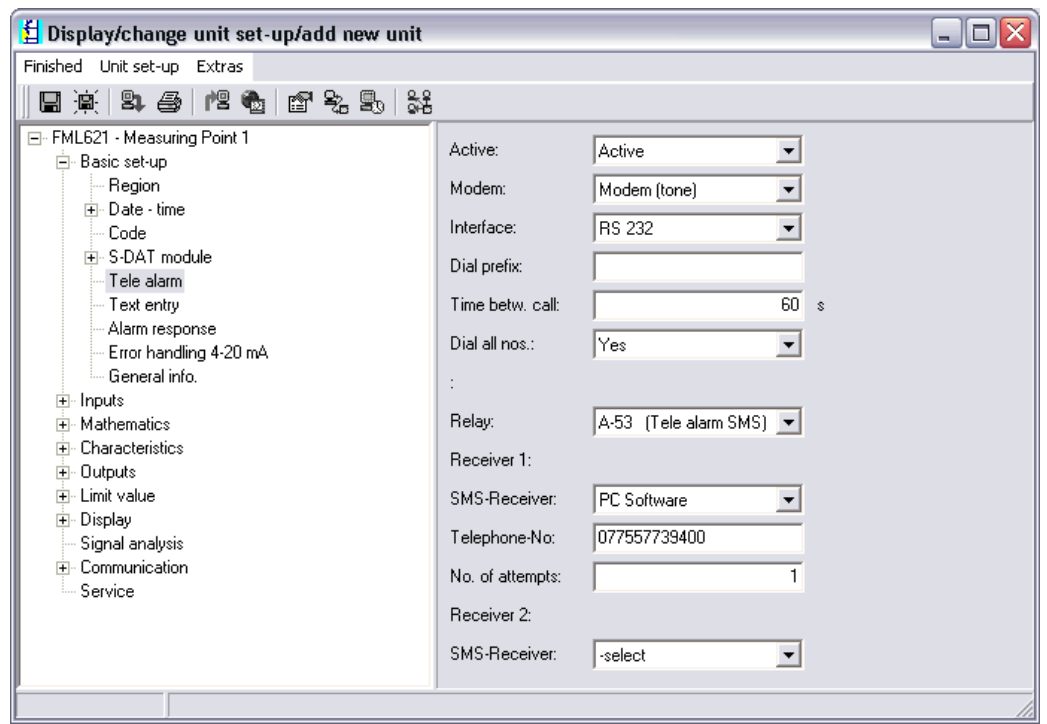 Display/change unit set-up/add new unit
Finished Unit set-up Extras
FML621 - Measuring Point 1
Basic set-up
Region
Date - time
Code
S-DAT module
Tele alarm
Text entry
Alarm response
Error handling 4-20 mA
General info.
Inputs
Mathematics
Characteristics
Outputs
Limit value
Display
Signal analysis
Communication
Service
Active: Active
Modem: Modem (tone)
Interface: RS 232
Dial prefix:
Time betw. call: 60 s
Dial all nos.: Yes
:
Relay: A-53 (Tele alarm SMS)
Receiver 1:
SMS-Receiver: PC Software
Telephone-No: 077557739400
No. of attempts: 1
Receiver 2:
SMS-Receiver: -select